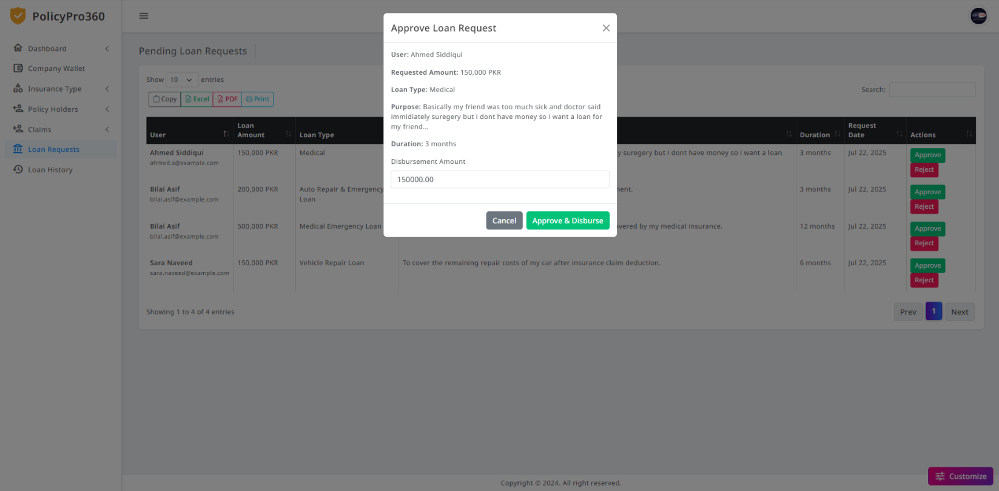 PolicyPro360
Dashboard
Company Wallet
Insurance Type
Policy Holders
Claims
Loan Requests
Loan History
Pending Loan Requests
Show 10 entries
Copy Excel PDF Print
Search:
User Loan Amount Loan Type Duration Request Date Actions
Ahmed Siddiqui 150,000 PKR Medical y suregery but i dont have money so i want a loan 3 months Jul 22, 2025 Approve
ahmed.s@example.com Reject
Bilal Asif 200,000 PKR Auto Repair & Emergency Loan nent. 3 months Jul 22, 2025 Approve
bilal.asif@example.com Reject
Bilal Asif 500,000 PKR Medical Emergency Loan overed by my medical insurance. 12 months Jul 22, 2025 Approve
bilal.asif@example.com Reject
Sara Naveed 150,000 PKR Vehicle Repair Loan To cover the remaining repair costs of my car after insurance claim deduction. 6 months Jul 22, 2025 Approve
sara.naveed@example.com Reject
Showing 1 to 4 of 4 entries
Prev 1 Next
Approve Loan Request
User: Ahmed Siddiqui
Requested Amount: 150,000 PKR
Loan Type: Medical
Purpose: Basically my friend was too much sick and doctor said
immidiately suregery but i dont have money so i want a loan for
my friend...
Duration: 3 months
Disbursement Amount
150000.00
Cancel Approve & Disburse
Customize
Copyright © 2024. All right reserved.